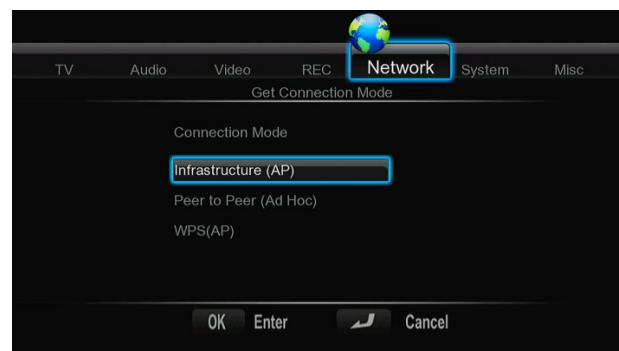 TV Audio Video REC Network System Misc
Get Connection Mode
Connection Mode
Infrastructure (AP)
Peer to Peer (Ad Hoc)
WPS(AP)
OK Enter Cancel